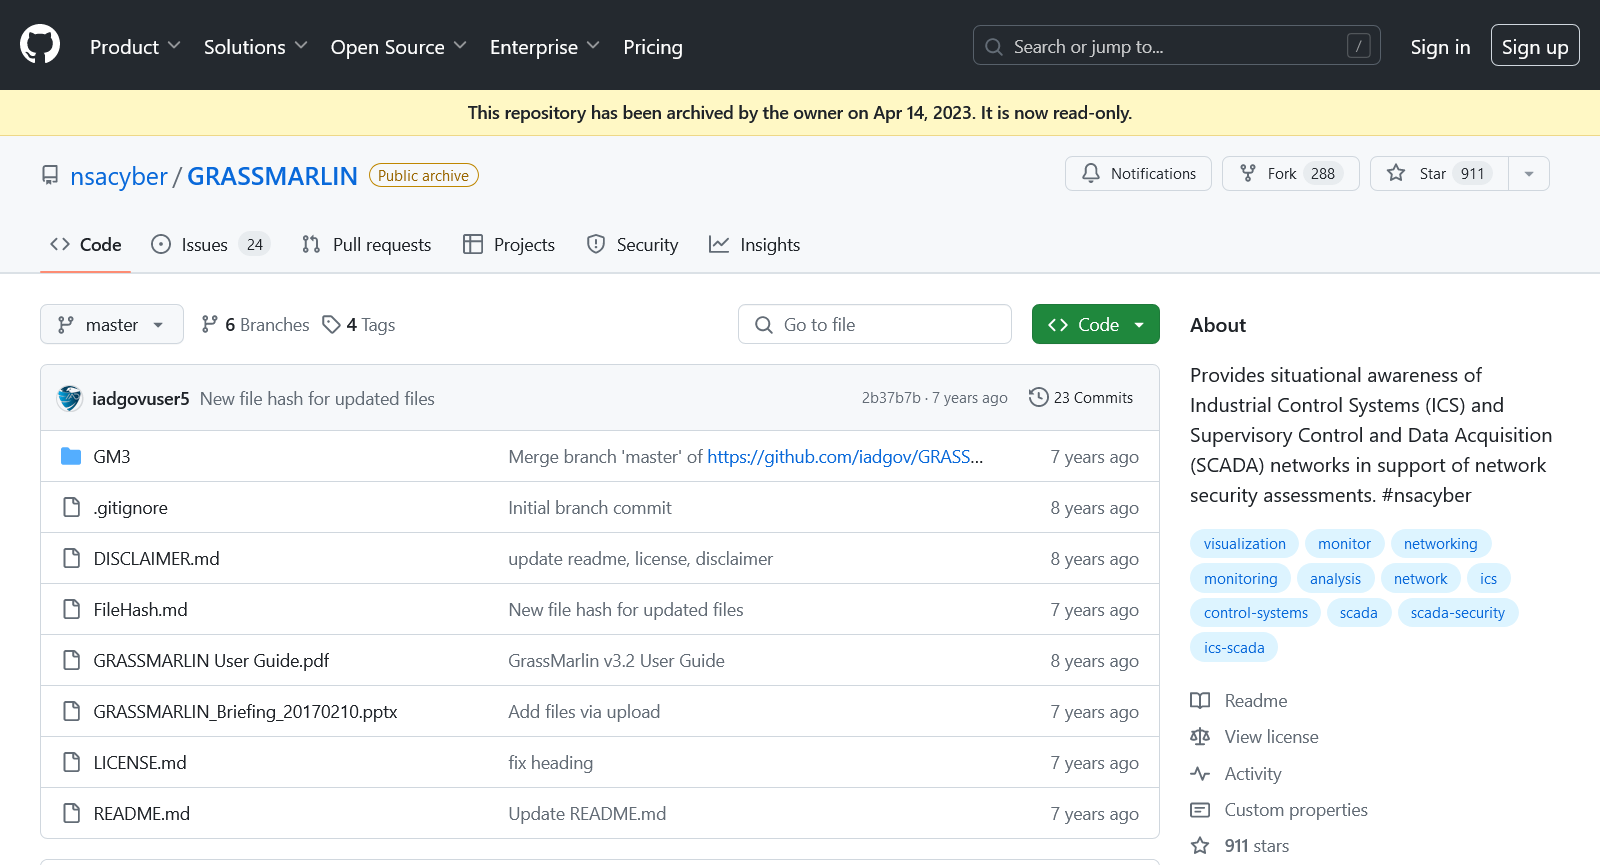 Product Solutions Open Source Enterprise Pricing Search or jump to... / Sign in Sign up
This repository has been archived by the owner on Apr 14, 2023. It is now read-only.
nsacyber / GRASSMARLIN Public archive Notifications Fork 288 Star 911
Code Issues 24 Pull requests Projects Security Insights
master 6 Branches 4 Tags Go to file Code
iadgovuser5 New file hash for updated files 2b37b7b · 7 years ago 23 Commits
GM3 Merge branch 'master' of https://github.com/iadgov/GRASS... 7 years ago
.gitignore Initial branch commit 8 years ago
DISCLAIMER.md update readme, license, disclaimer 8 years ago
FileHash.md New file hash for updated files 7 years ago
GRASSMARLIN User Guide.pdf GrassMarlin v3.2 User Guide 8 years ago
GRASSMARLIN_Briefing_20170210.pptx Add files via upload 7 years ago
LICENSE.md fix heading 7 years ago
README.md Update README.md 7 years ago
About
Provides situational awareness of
Industrial Control Systems (ICS) and
Supervisory Control and Data Acquisition
(SCADA) networks in support of network
security assessments. #nsacyber
visualization monitor networking
monitoring analysis network ics
control-systems scada scada-security
ics-scada
Readme
View license
Activity
Custom properties
911 stars